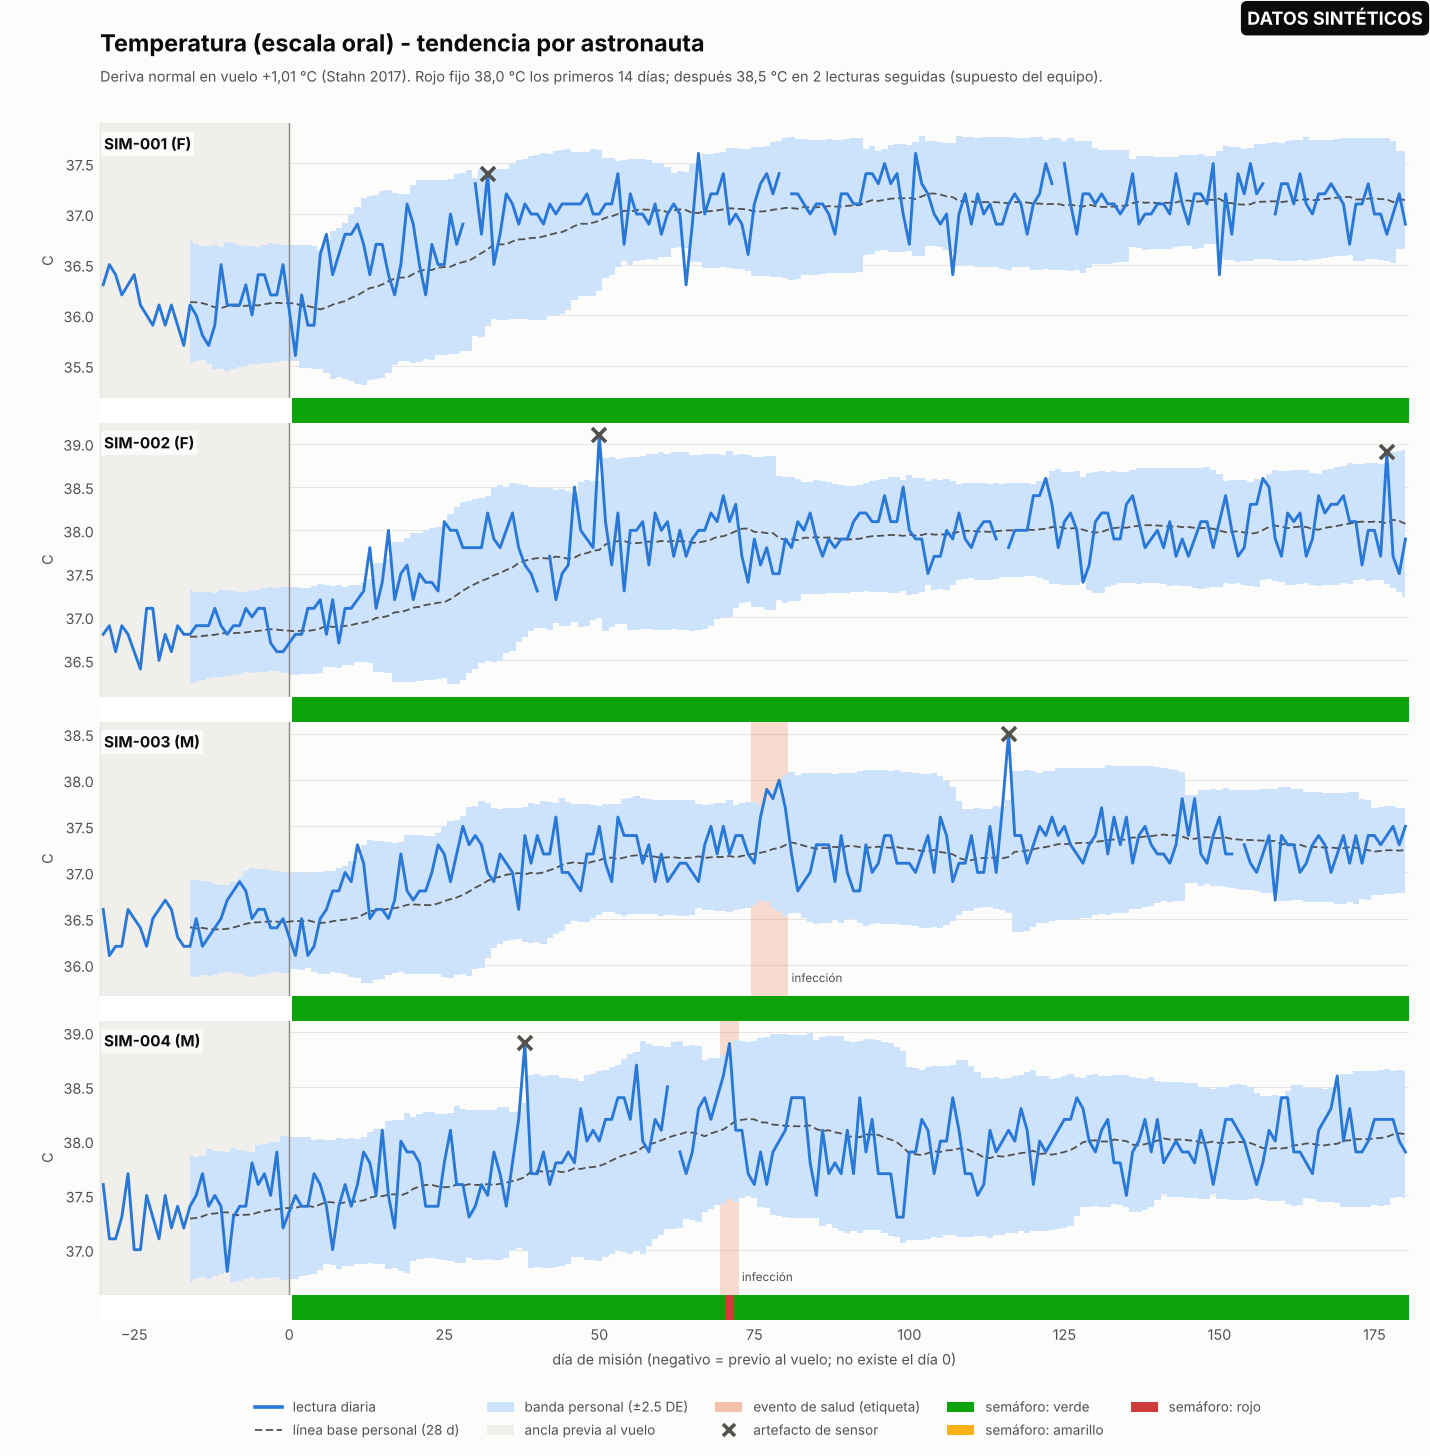 DATOS SINTÉTICOS
Temperatura (escala oral) - tendencia por astronauta
Deriva normal en vuelo +1,01 °C (Stahn 2017). Rojo fijo 38,0 °C los primeros 14 días; después 38,5 °C en 2 lecturas seguidas (supuesto del equipo).
SIM-001 (F)
37.5
37.0
36.5
36.0
35.5
C
SIM-002 (F)
39.0
38.5
38.0
37.5
37.0
36.5
C
SIM-003 (M)
38.5
38.0
37.5
37.0
36.5
36.0
C
infección
SIM-004 (M)
39.0
38.5
38.0
37.5
37.0
C
infección
−25 0 25 50 75 100 125 150 175
día de misión (negativo = previo al vuelo; no existe el día 0)
lectura diaria banda personal (±2.5 DE) evento de salud (etiqueta) semáforo: verde semáforo: rojo
línea base personal (28 d) ancla previa al vuelo artefacto de sensor semáforo: amarillo